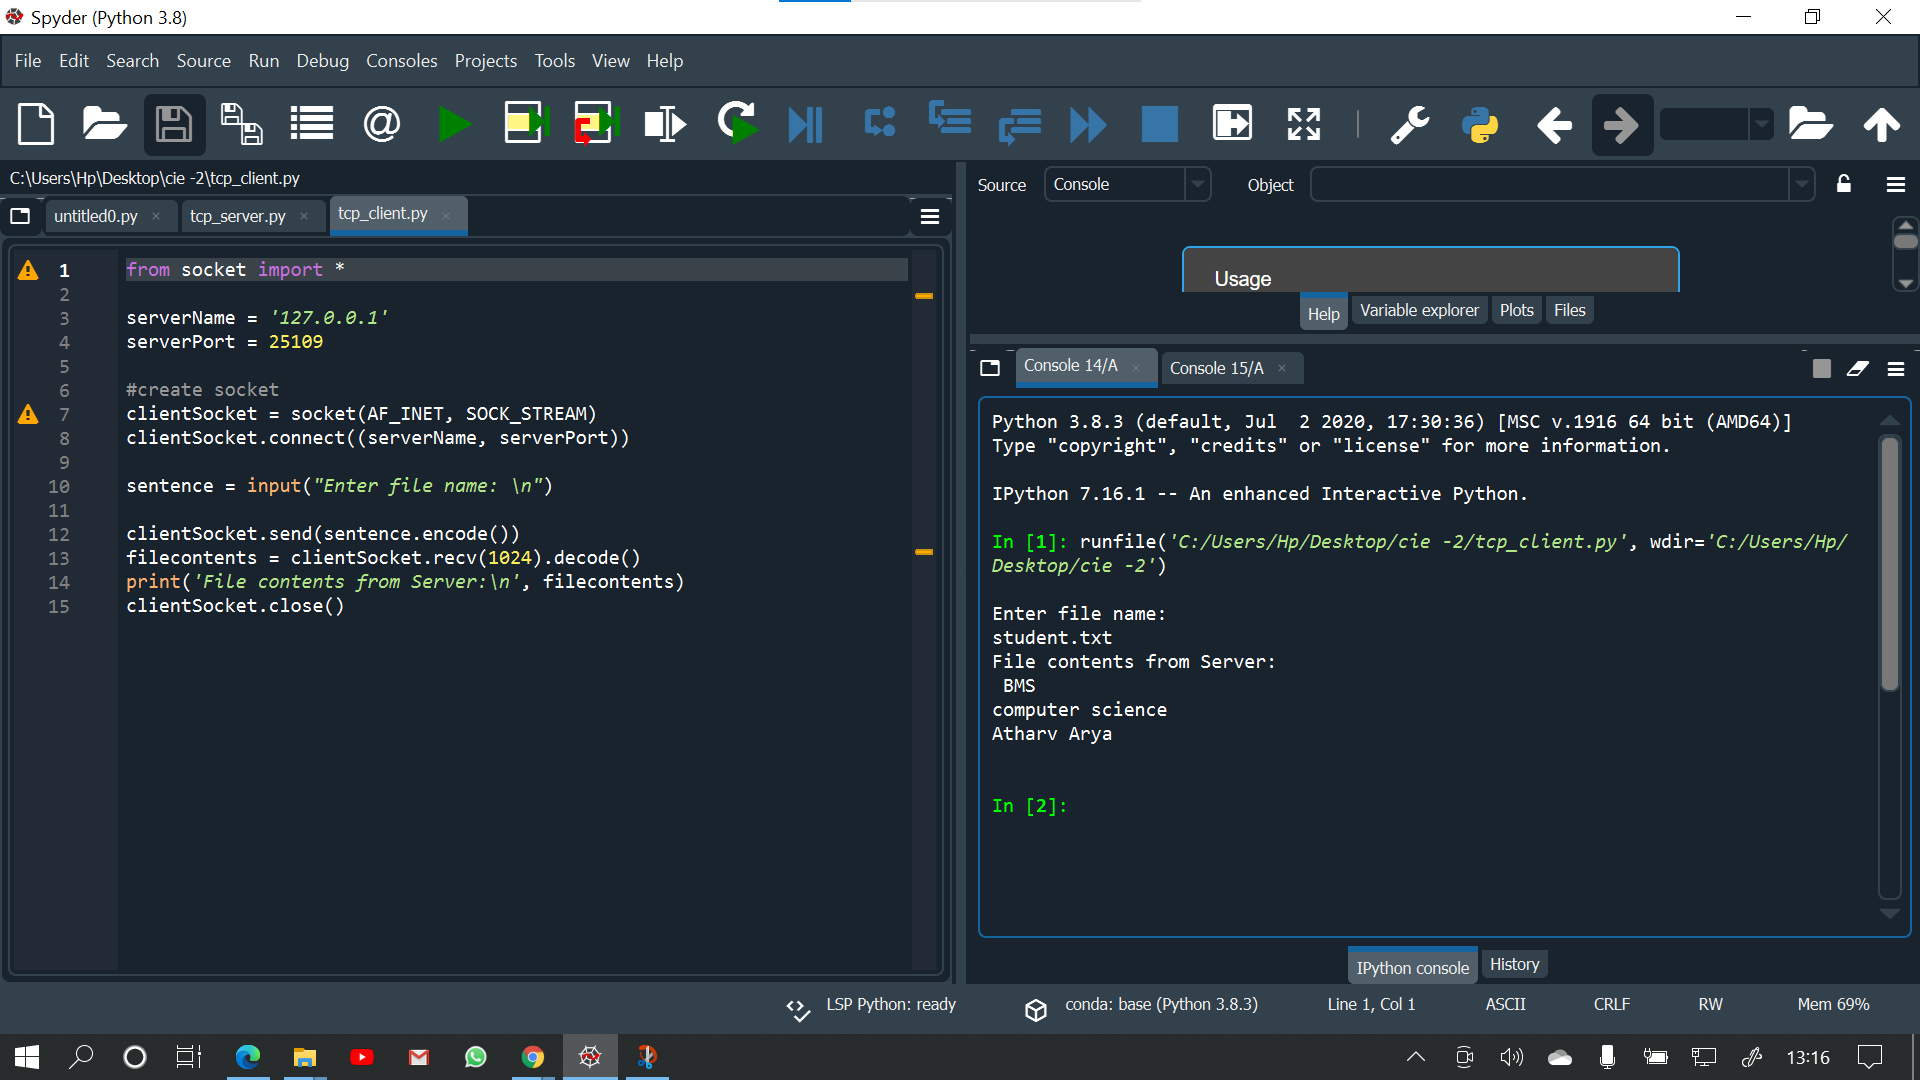 Spyder (Python 3.8)
File Edit Search Source Run Debug Consoles Projects Tools View Help
C:\Users\Hp\Desktop\cie -2\tcp_client.py
untitled0.py tcp_server.py tcp_client.py
1 from socket import *
2
3 serverName = '127.0.0.1'
4 serverPort = 25109
5
6 #create socket
7 clientSocket = socket(AF_INET, SOCK_STREAM)
8 clientSocket.connect((serverName, serverPort))
9
10 sentence = input("Enter file name: \n")
11
12 clientSocket.send(sentence.encode())
13 filecontents = clientSocket.recv(1024).decode()
14 print('File contents from Server:\n', filecontents)
15 clientSocket.close()
Source Console Object
Usage
Help Variable explorer Plots Files
Console 14/A Console 15/A
Python 3.8.3 (default, Jul  2 2020, 17:30:36) [MSC v.1916 64 bit (AMD64)]
Type "copyright", "credits" or "license" for more information.
IPython 7.16.1 -- An enhanced Interactive Python.
In [1]: runfile('C:/Users/Hp/Desktop/cie -2/tcp_client.py', wdir='C:/Users/Hp/
Desktop/cie -2')
Enter file name:
student.txt
File contents from Server:
 BMS
computer science
Atharv Arya
In [2]:
IPython console History
LSP Python: ready conda: base (Python 3.8.3) Line 1, Col 1 ASCII CRLF RW Mem 69%
13:16